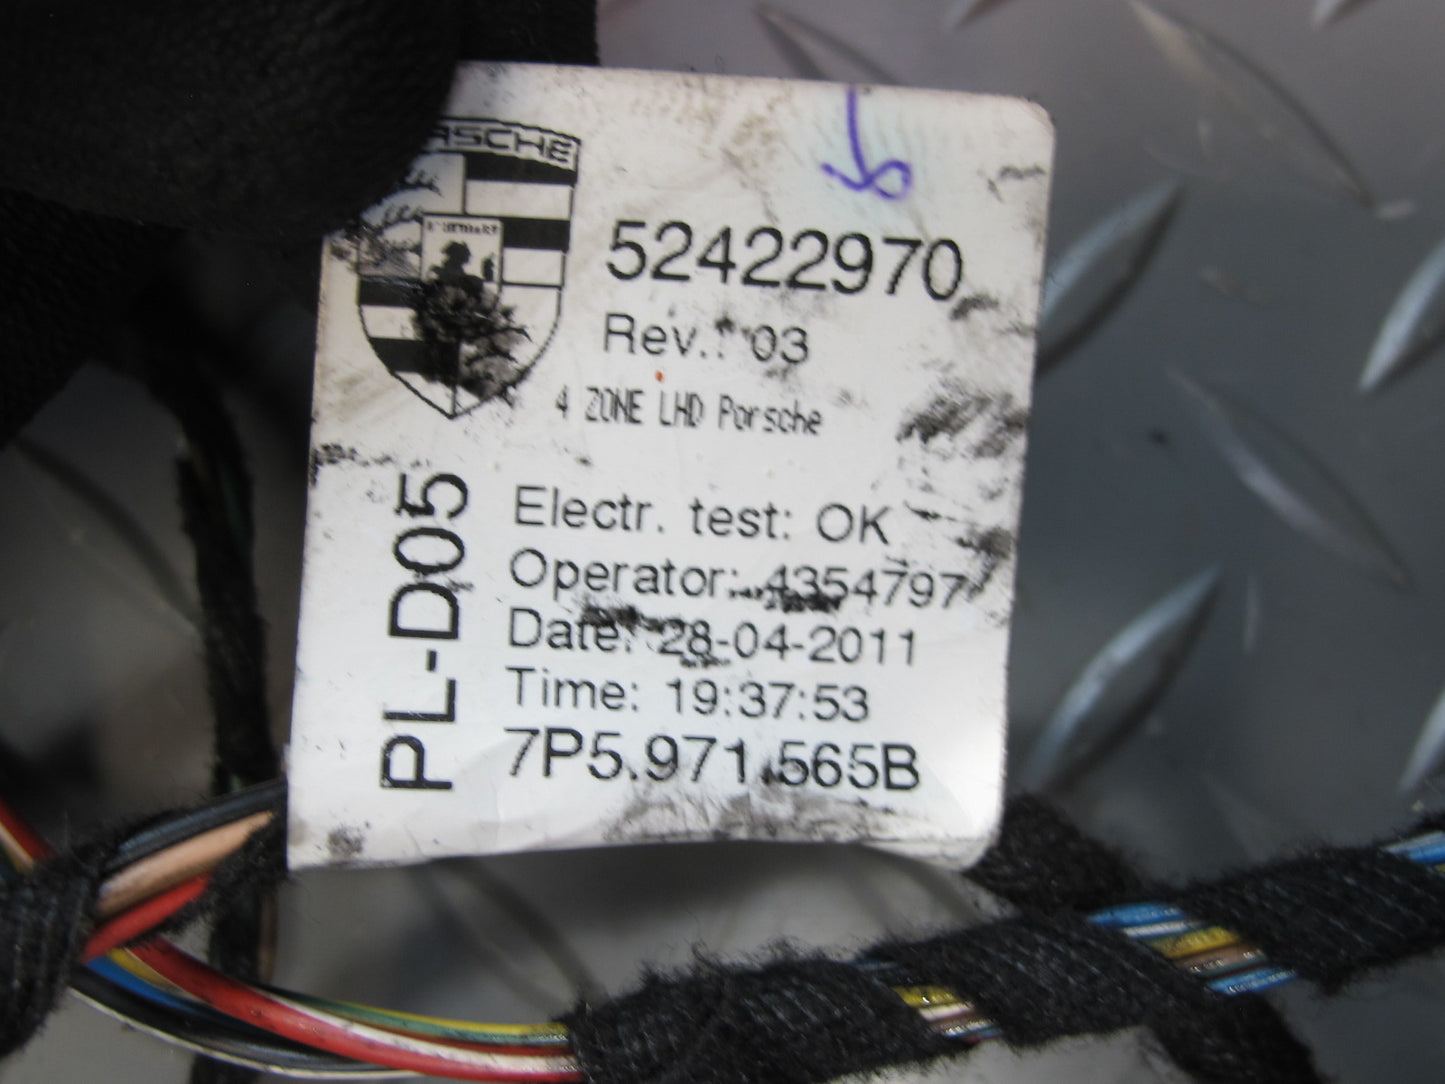 52422970
Rev.: 03
4 ZONE LHD Porsche
PL-D05
Electr. test: OK
Operator: 4354797
Date: 28-04-2011
Time: 19:37:53
7P5.971.565B